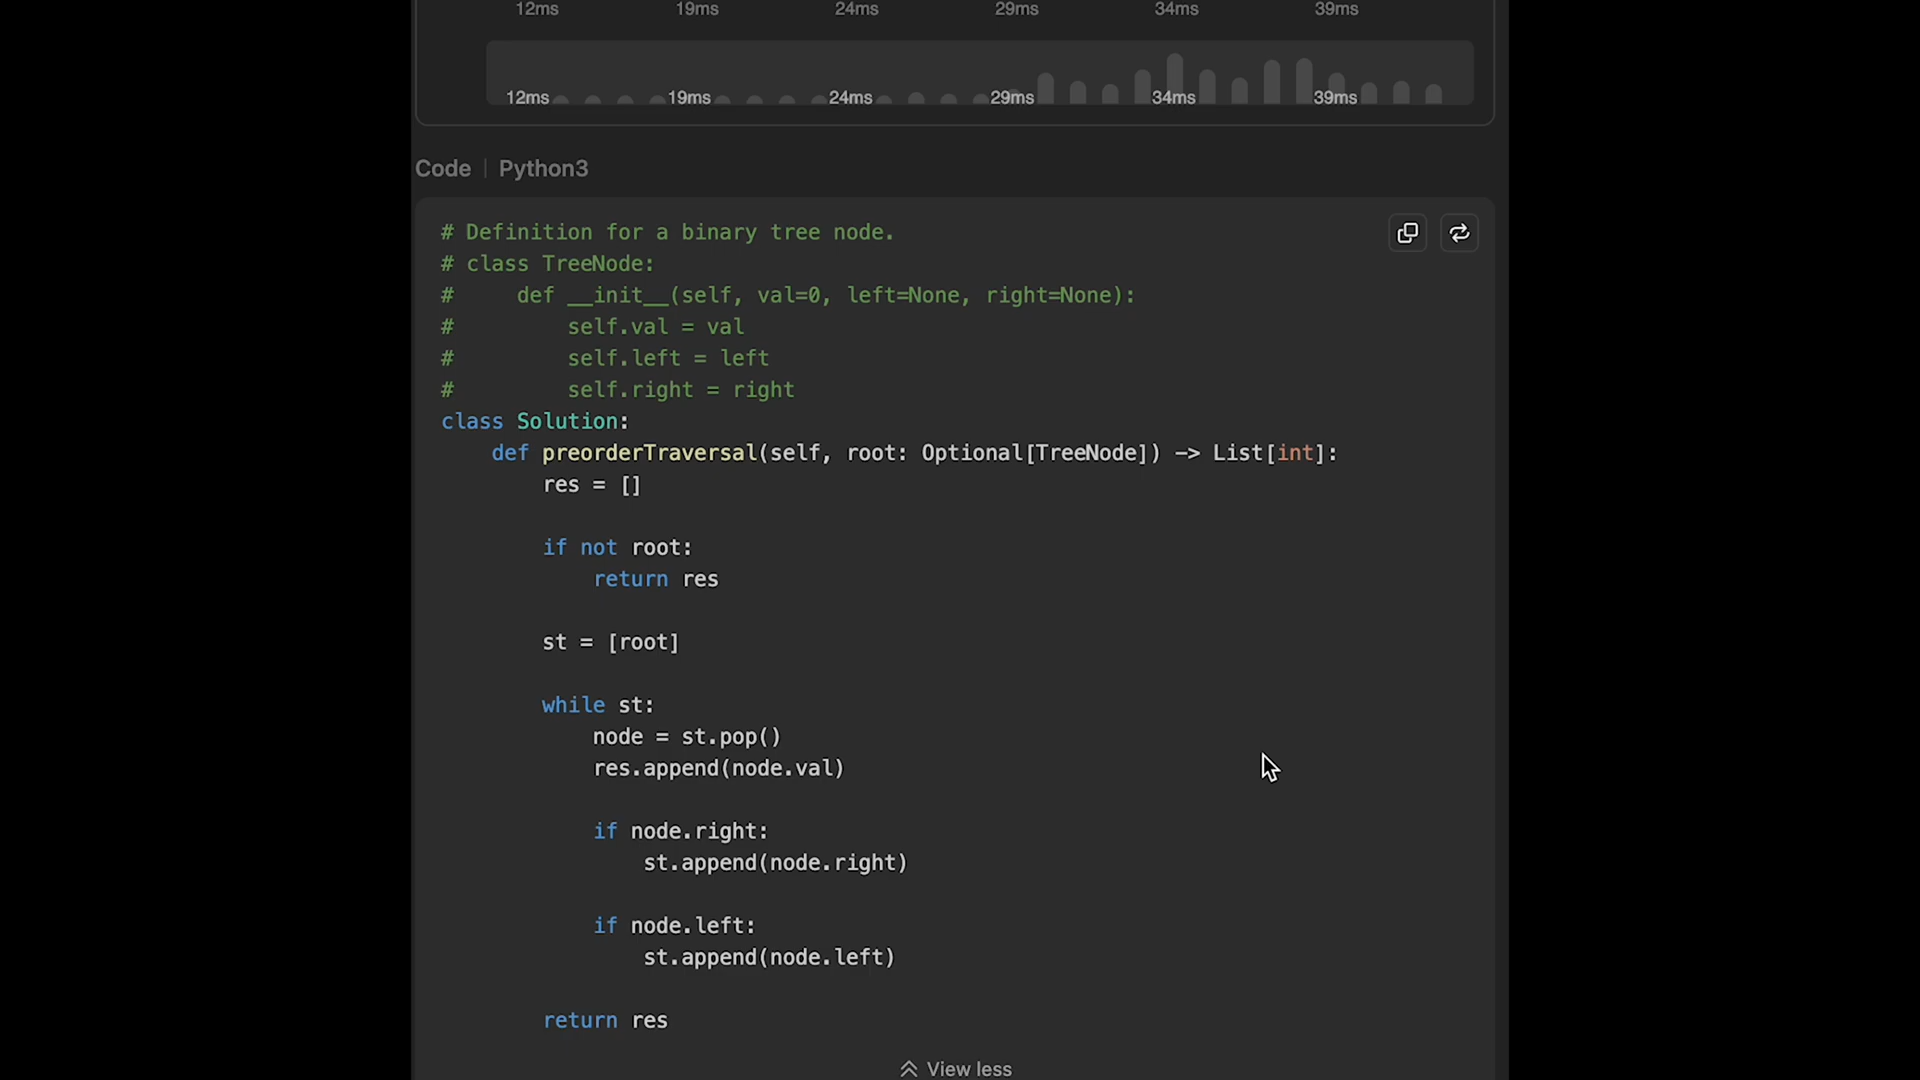 12ms 19ms 24ms 29ms 34ms 39ms
12ms 19ms 24ms 29ms 34ms 39ms
Code | Python3
# Definition for a binary tree node.
# class TreeNode:
#     def __init__(self, val=0, left=None, right=None):
#         self.val = val
#         self.left = left
#         self.right = right
class Solution:
    def preorderTraversal(self, root: Optional[TreeNode]) -> List[int]:
        res = []
        if not root:
            return res
        st = [root]
        while st:
            node = st.pop()
            res.append(node.val)
            if node.right:
                st.append(node.right)
            if node.left:
                st.append(node.left)
        return res
View less